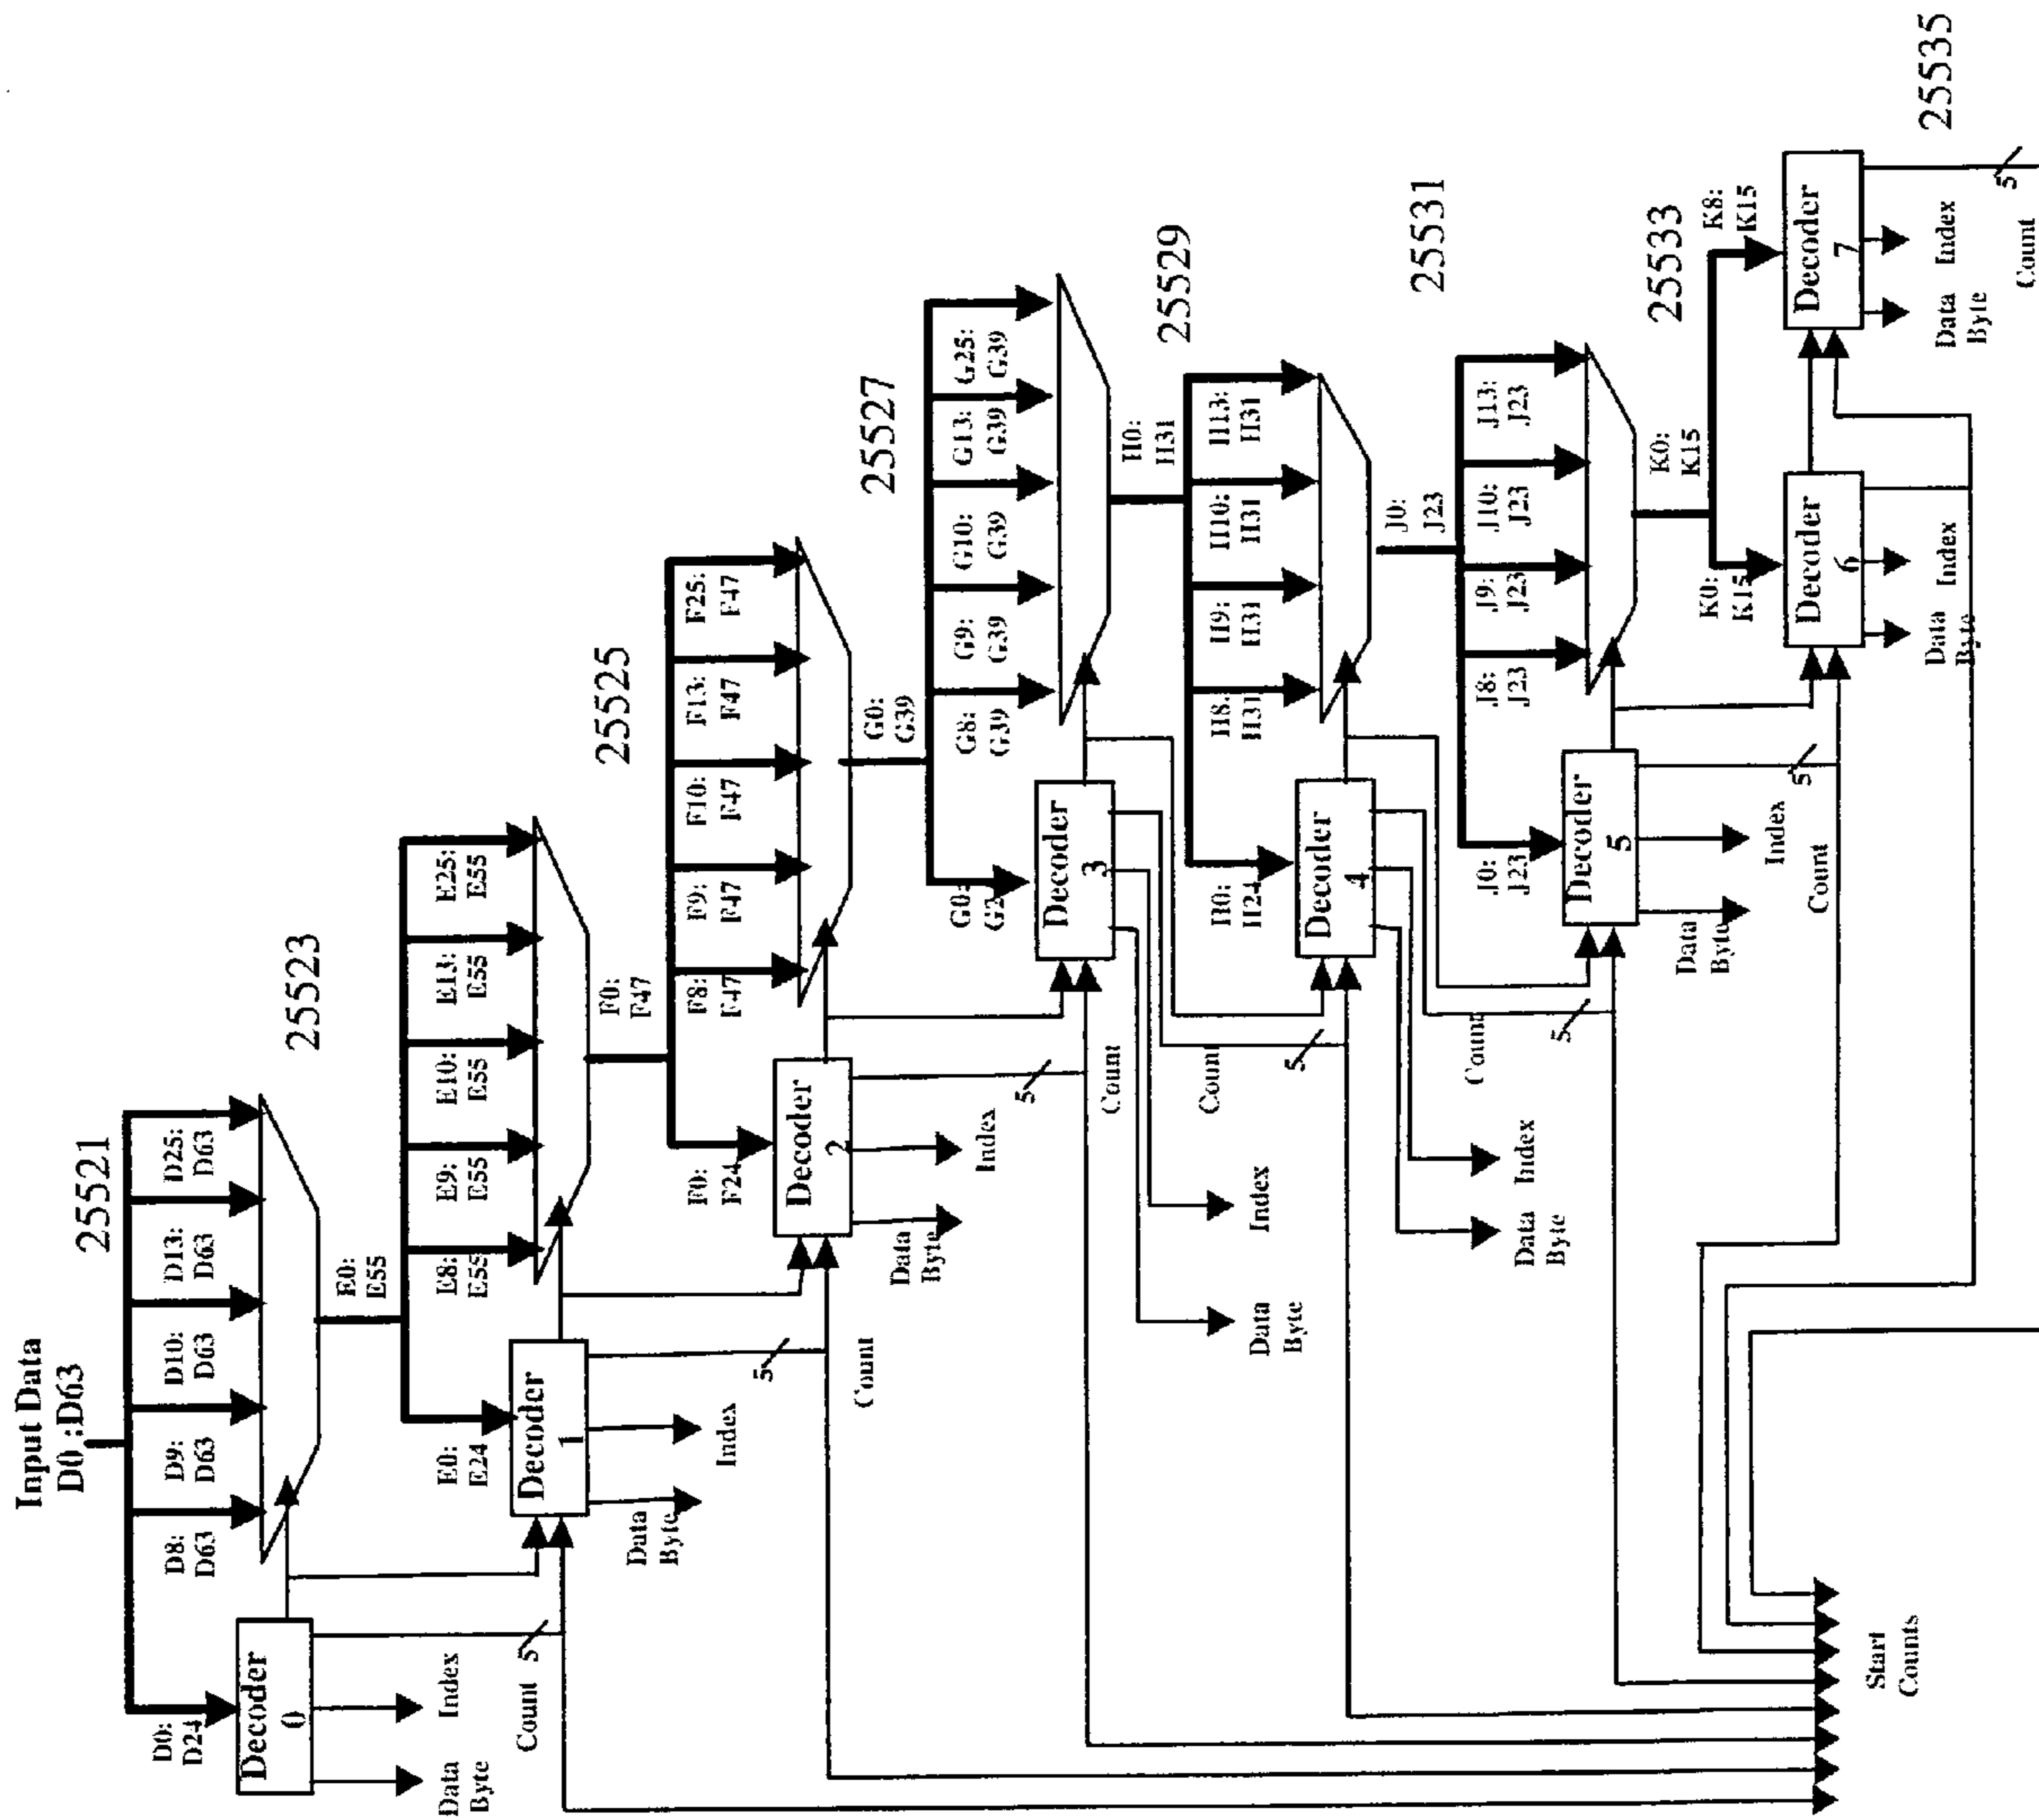 Input Data
D0 :D63
25521
D0:
D24
D8:
D63
D9:
D63
D10:
D63
D13:
D63
D25:
D63
Decoder
0
Data
Byte
Index
Count
5
E0:
E55
25523
E0:
E24
E8:
E55
E9:
E55
E10:
E55
E13:
E55
E25:
E55
Decoder
1
Data
Byte
Index
Count
5
F0:
F47
25525
F0:
F24
F8:
F47
F9:
F47
F10:
F47
F13:
F47
F25:
F47
Decoder
2
Data
Byte
Index
Count
5
G0:
G39
25527
G0:
G8:
G39
G9:
G39
G10:
G39
G13:
G39
G25:
G39
Decoder
3
Data
Byte
Index
Count
5
H0:
H31
25529
H0:
H24
H8:
H31
H9:
H31
H10:
H31
H13:
H31
Decoder
4
Data
Byte
Index
Count
5
J0:
J23
25531
J0:
J23
J8:
J23
J9:
J23
J10:
J23
J13:
J23
Decoder
5
Data
Byte
Index
Count
5
K0:
K15
25533
K0:
K15
K8:
K15
Decoder
6
Data
Byte
Index
Decoder
7
Data
Byte
Index
Count
5
25535
Start
Counts